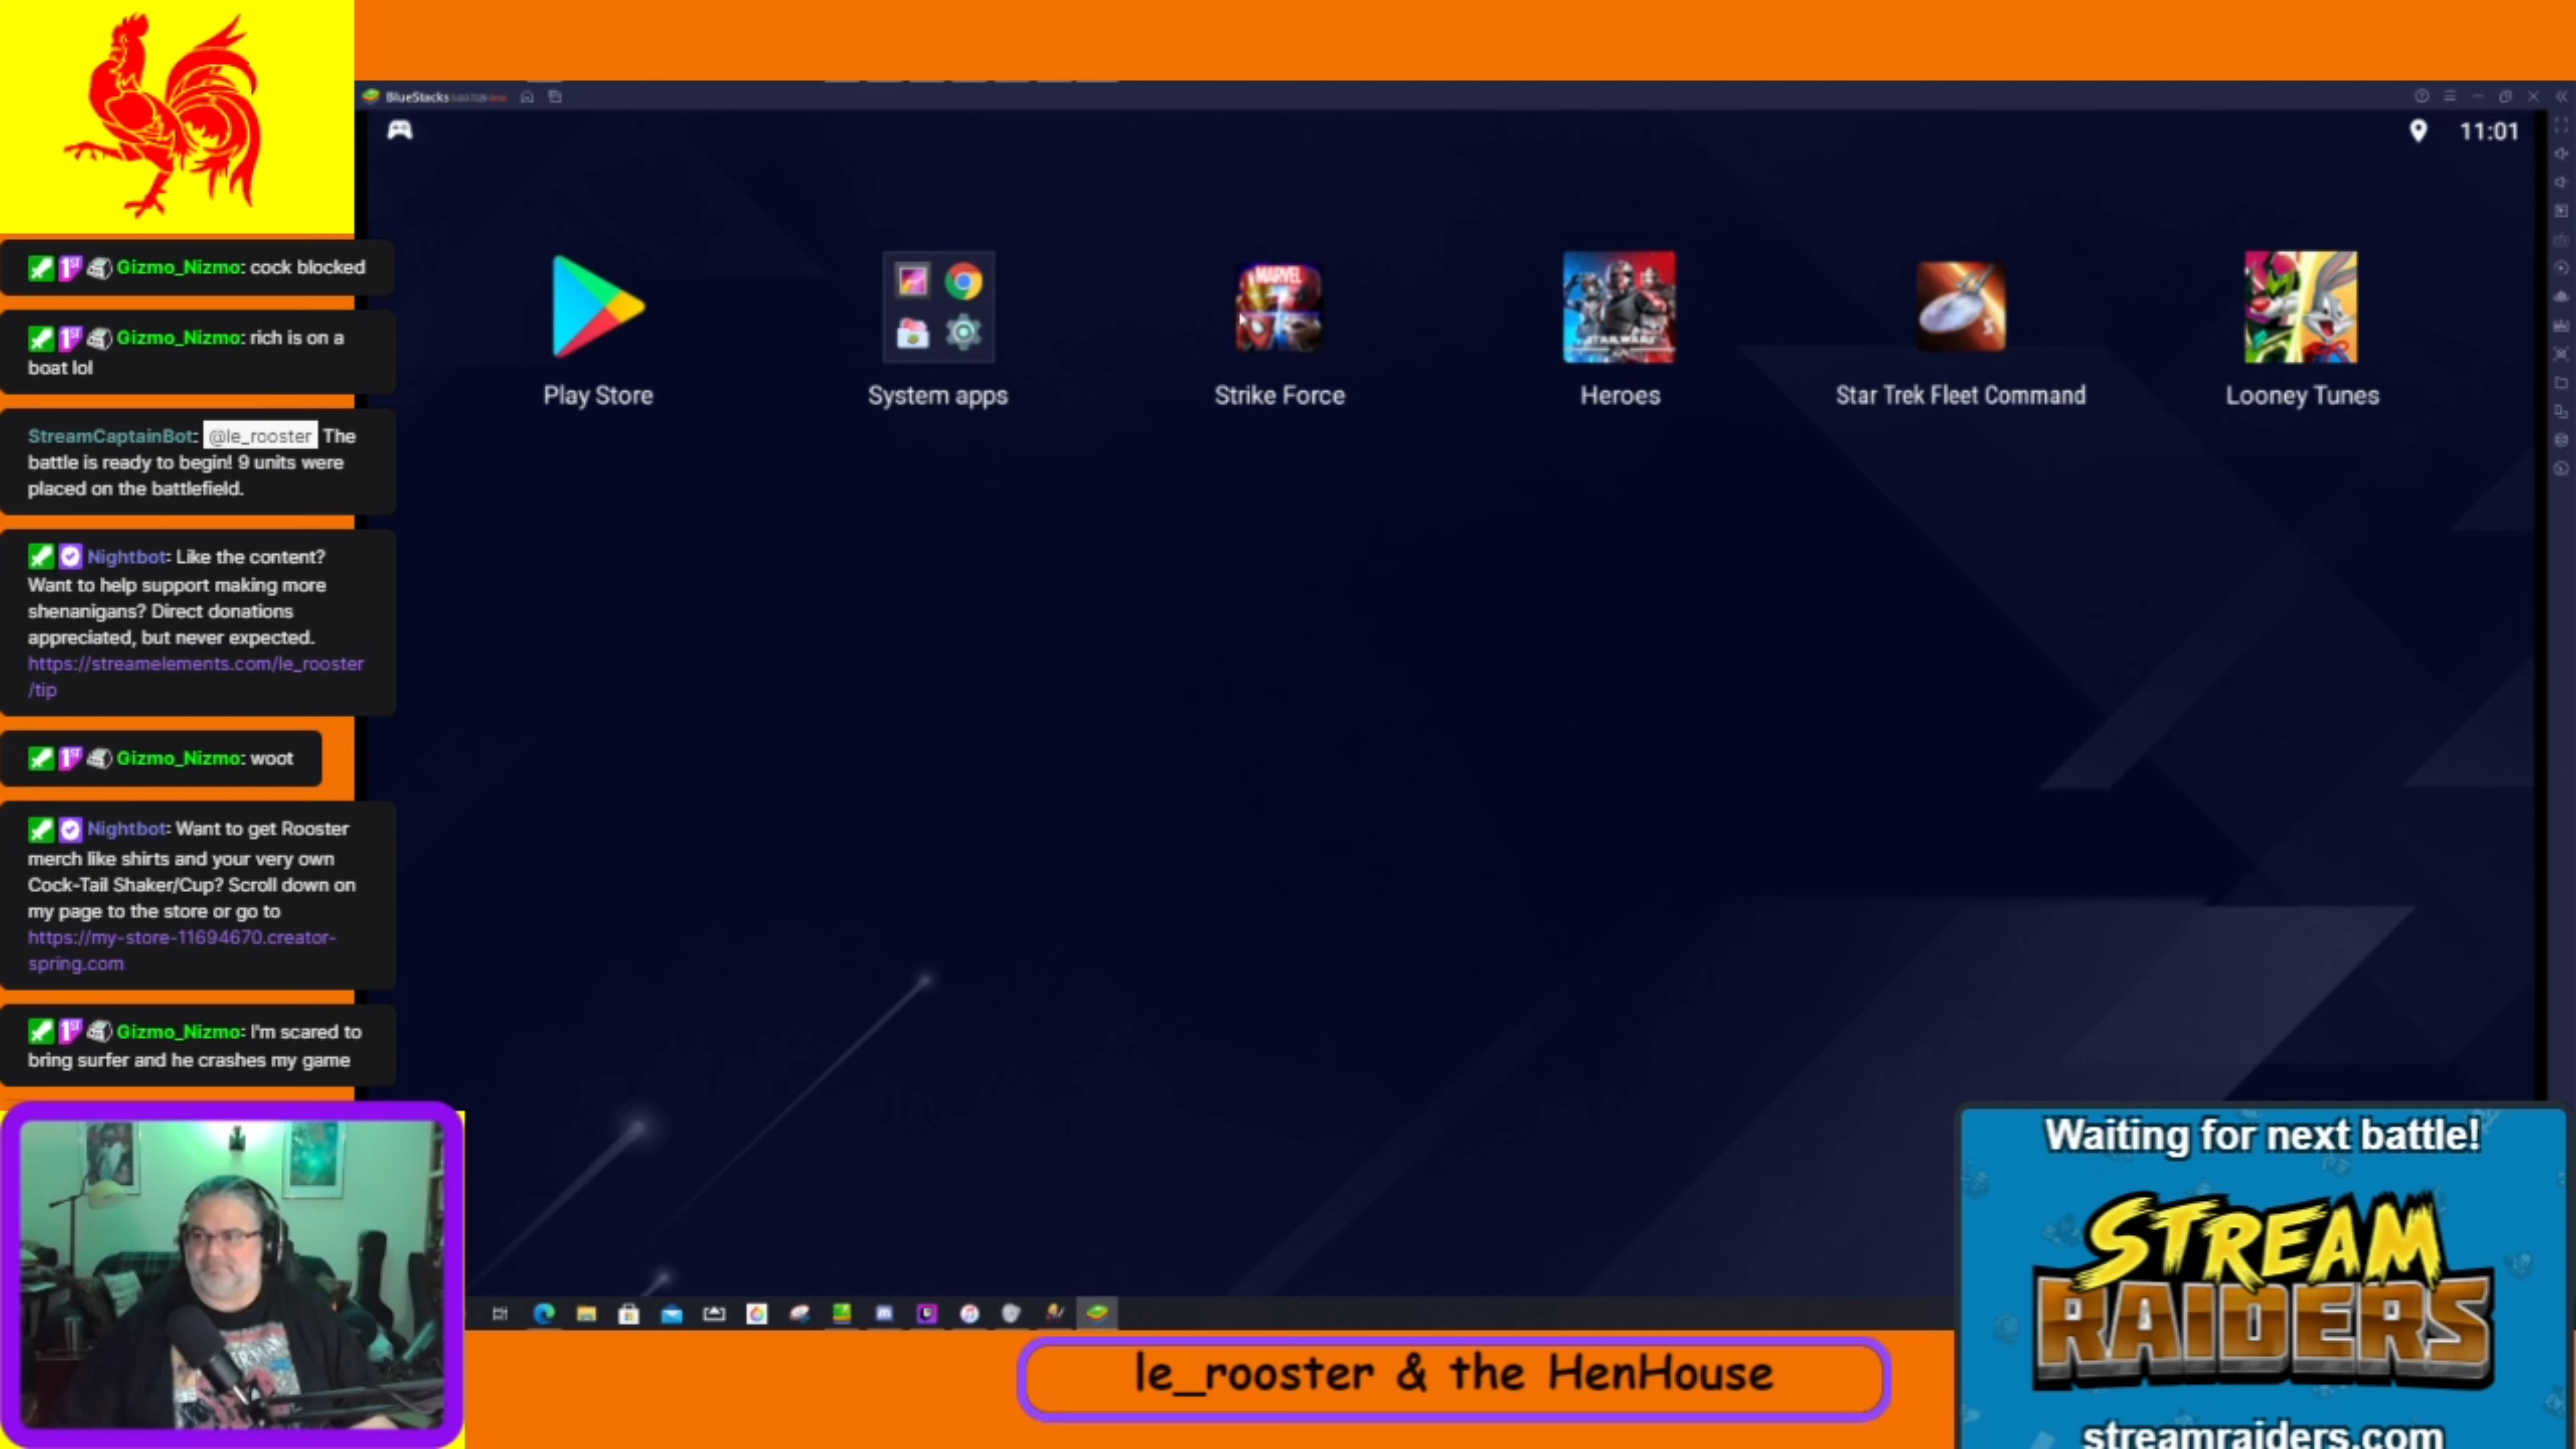 BlueStacks
11:01
Play Store
System apps
MARVEL
Strike Force
STAR WARS
Heroes
Star Trek Fleet Command
Looney Tunes
Gizmo_Nizmo: cock blocked
Gizmo_Nizmo: rich is on a
boat lol
StreamCaptainBot: @le_rooster The
battle is ready to begin! 9 units were
placed on the battlefield.
Nightbot: Like the content?
Want to help support making more
shenanigans? Direct donations
appreciated, but never expected.
https://streamelements.com/le_rooster
/tip
Gizmo_Nizmo: woot
Nightbot: Want to get Rooster
merch like shirts and your very own
Cock-Tail Shaker/Cup? Scroll down on
my page to the store or go to
https://my-store-11694670.creator-
spring.com
Gizmo_Nizmo: I'm scared to
bring surfer and he crashes my game
le_rooster & the HenHouse
Waiting for next battle!
STREAM
RAIDERS
streamraiders.com